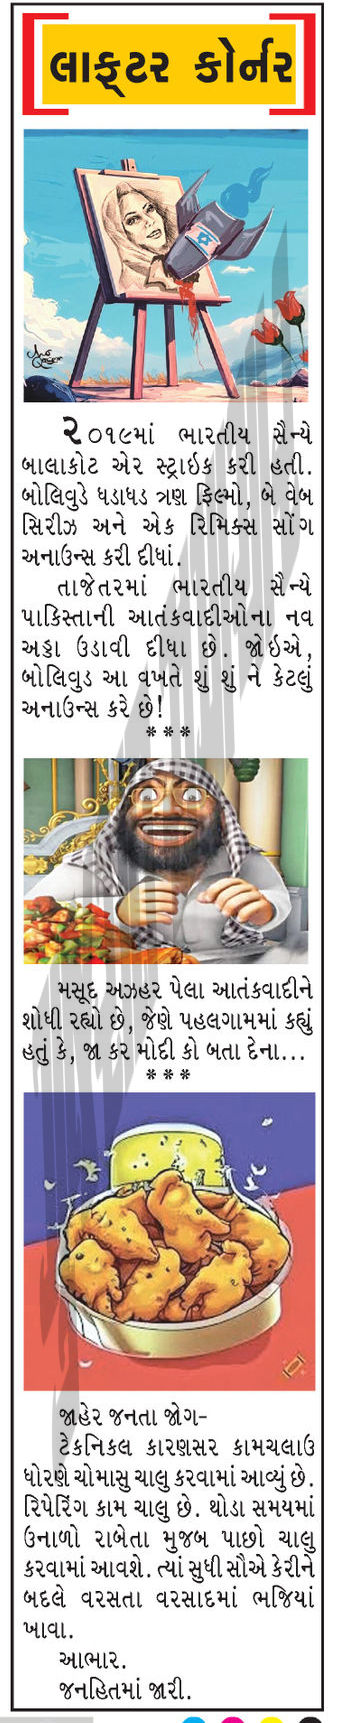 લાફ્ટર કોર્નર
૨૦૧૯માં ભારતીય સૈન્યે
બાલાકોટ એર સ્ટ્રાઇક કરી હતી.
બોલિવુડે ધડાધડ ત્રણ ફિલ્મો, બે વેબ
સિરીઝ અને એક રિમિક્સ સોંગ
અનાઉન્સ કરી દીધાં.
તાજેતરમાં ભારતીય સૈન્યે
પાકિસ્તાની આતંકવાદીઓના નવ
અડ્ડા ઉડાવી દીધા છે. જોઇએ,
બોલિવુડ આ વખતે શું શું ને કેટલું
અનાઉન્સ કરે છે!
***
મસૂદ અઝહર પેલા આતંકવાદીને
શોધી રહ્યો છે, જેણે પહલગામમાં કહ્યું
હતું કે, જા કર મોદી કો બતા દેના...
***
જાહેર જનતા જોગ-
ટેકનિકલ કારણસર કામચલાઉ
ધોરણે ચોમાસુ ચાલુ કરવામાં આવ્યું છે.
રિપેરિંગ કામ ચાલુ છે. થોડા સમયમાં
ઉનાળો રાબેતા મુજબ પાછો ચાલુ
કરવામાં આવશે. ત્યાં સુધી સૌએ કેરીને
બદલે વરસતા વરસાદમાં ભજિયાં
ખાવા.
આભાર.
જનહિતમાં જારી.